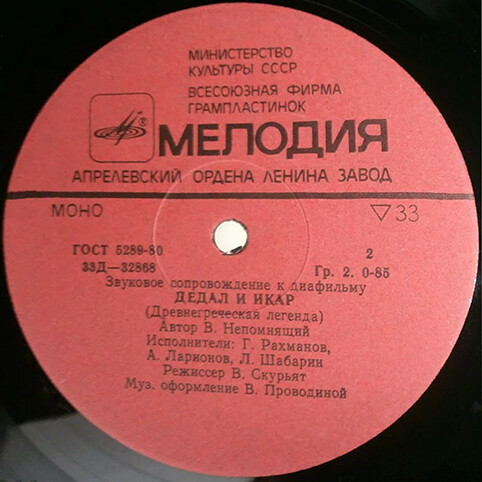 МИНИСТЕРСТВО
КУЛЬТУРЫ СССР
ВСЕСОЮЗНАЯ ФИРМА
ГРАМПЛАСТИНОК
®
МЕЛОДИЯ
АПРЕЛЕВСКИЙ ОРДЕНА ЛЕНИНА ЗАВОД
МОНО ▽33
ГОСТ 5289-80 2
33Д—32868 Гр. 2. 0-85
Звуковое сопровождение к диафильму
ДЕДАЛ И ИКАР
(Древнегреческая легенда)
Автор В. Непомнящий
Исполнители: Г. Рахманов,
А. Ларионов, Л. Шабарин
Режиссер В. Скурьят
Муз. оформление В. Проводиной